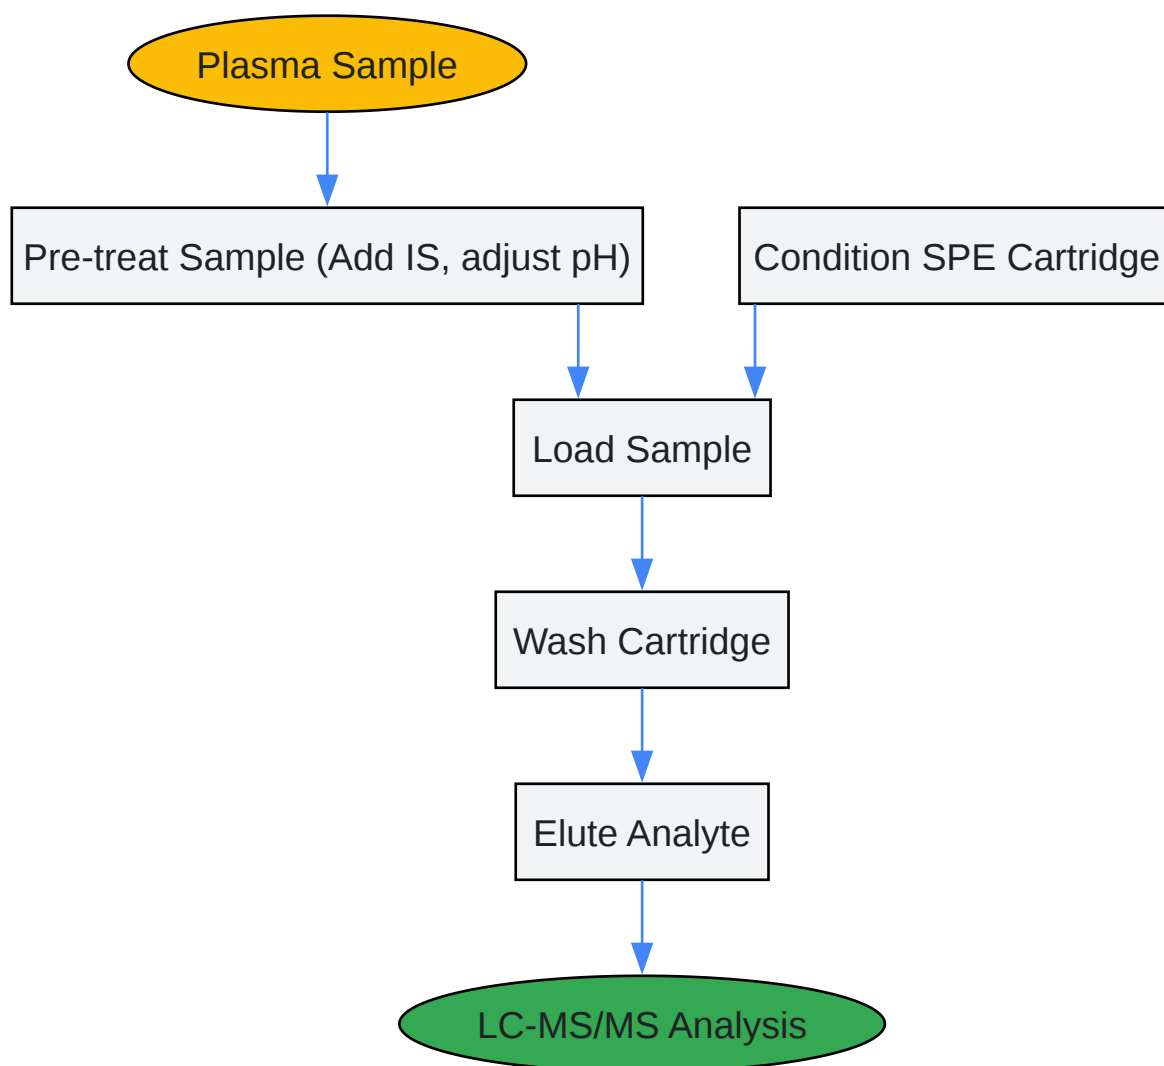 Plasma Sample
Pre-treat Sample (Add IS, adjust pH)
Condition SPE Cartridge
Load Sample
Wash Cartridge
Elute Analyte
LC-MS/MS Analysis